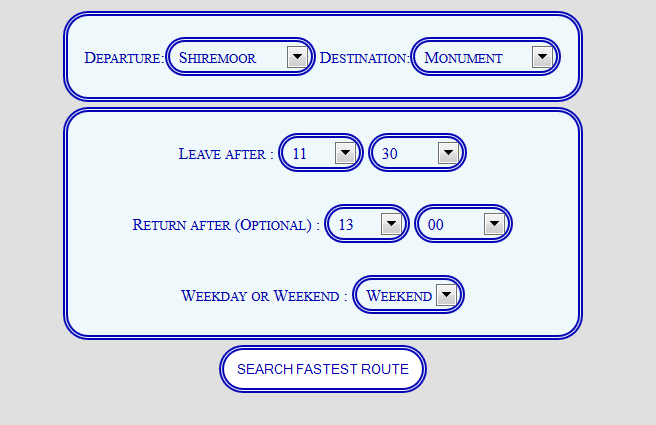 Departure: Shiremoor Destination: Monument
Leave after : 11 30
Return after (Optional) : 13 00
Weekday or Weekend : Weekend
SEARCH FASTEST ROUTE